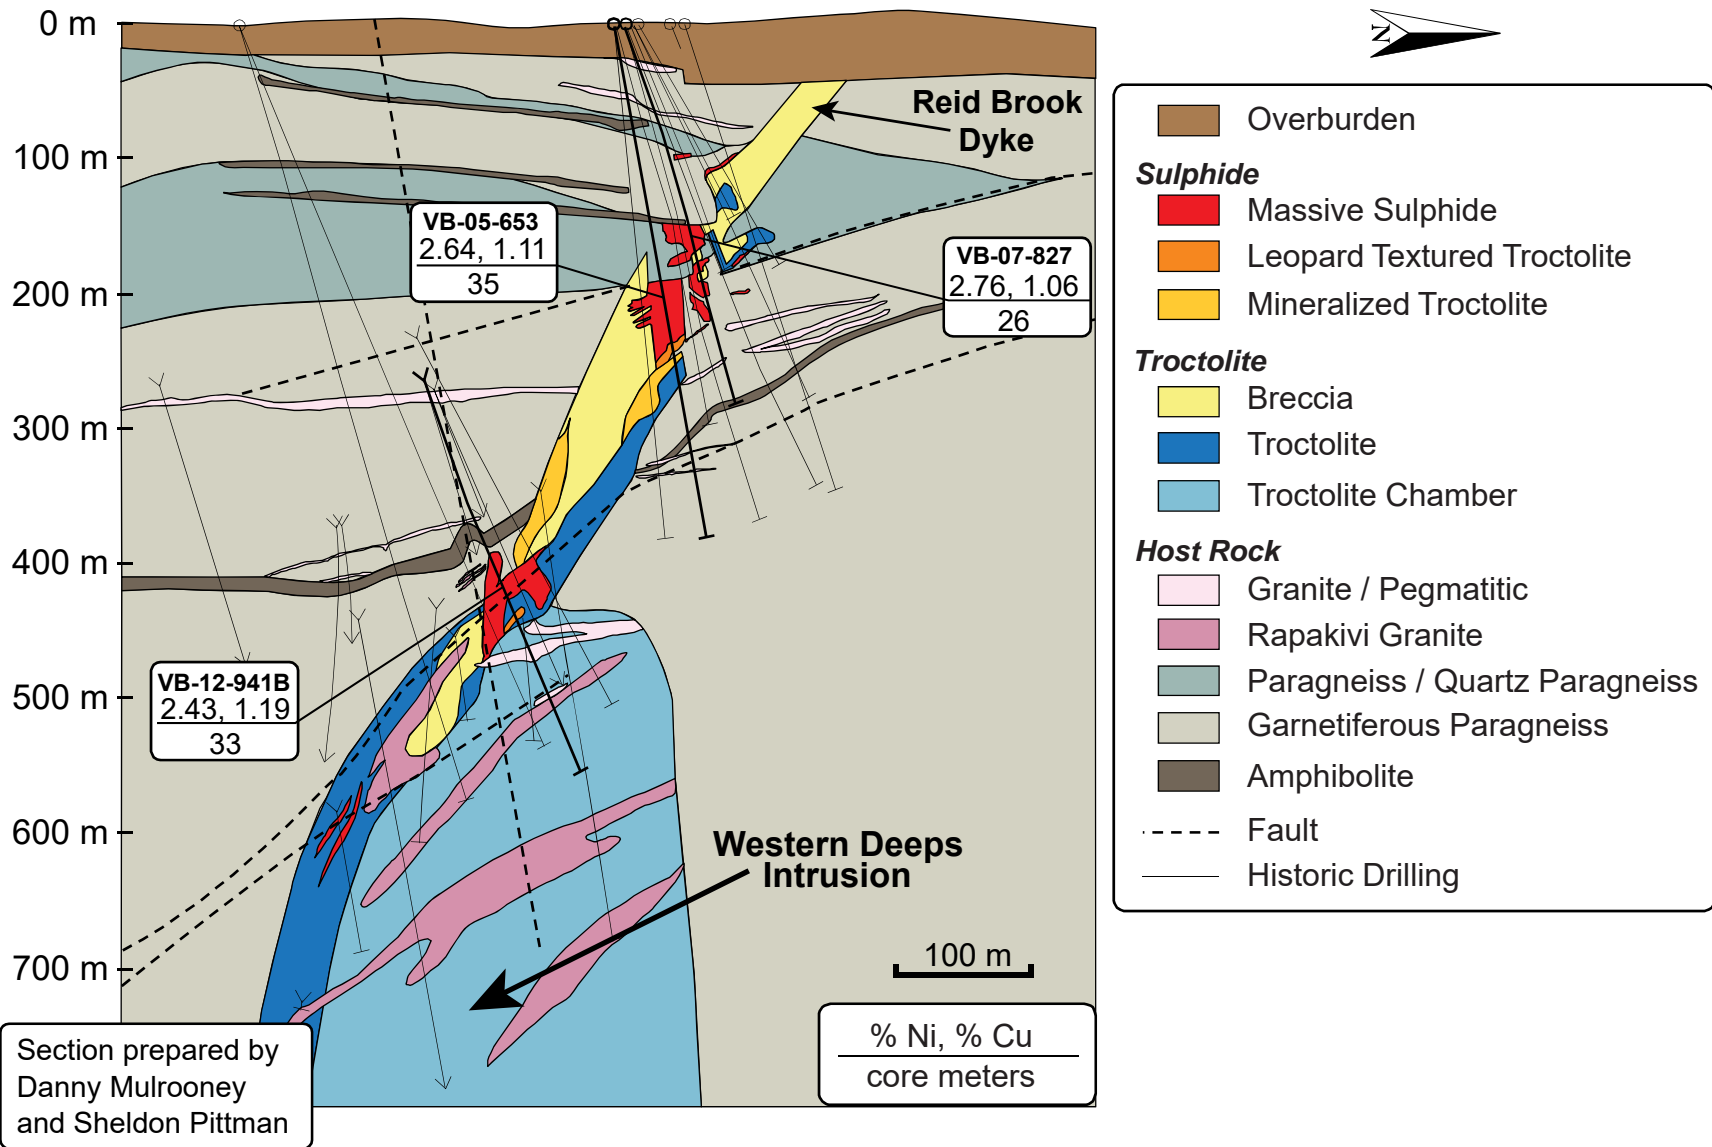 0 m
100 m
200 m
300 m
400 m
500 m
600 m
700 m
Reid Brook
Dyke
VB-05-653
2.64, 1.11
35
VB-07-827
2.76, 1.06
26
VB-12-941B
2.43, 1.19
33
Western Deeps
Intrusion
100 m
% Ni, % Cu
core meters
Section prepared by
Danny Mulrooney
and Sheldon Pittman
N
Overburden
Sulphide
Massive Sulphide
Leopard Textured Troctolite
Mineralized Troctolite
Troctolite
Breccia
Troctolite
Troctolite Chamber
Host Rock
Granite / Pegmatitic
Rapakivi Granite
Paragneiss / Quartz Paragneiss
Garnetiferous Paragneiss
Amphibolite
Fault
Historic Drilling